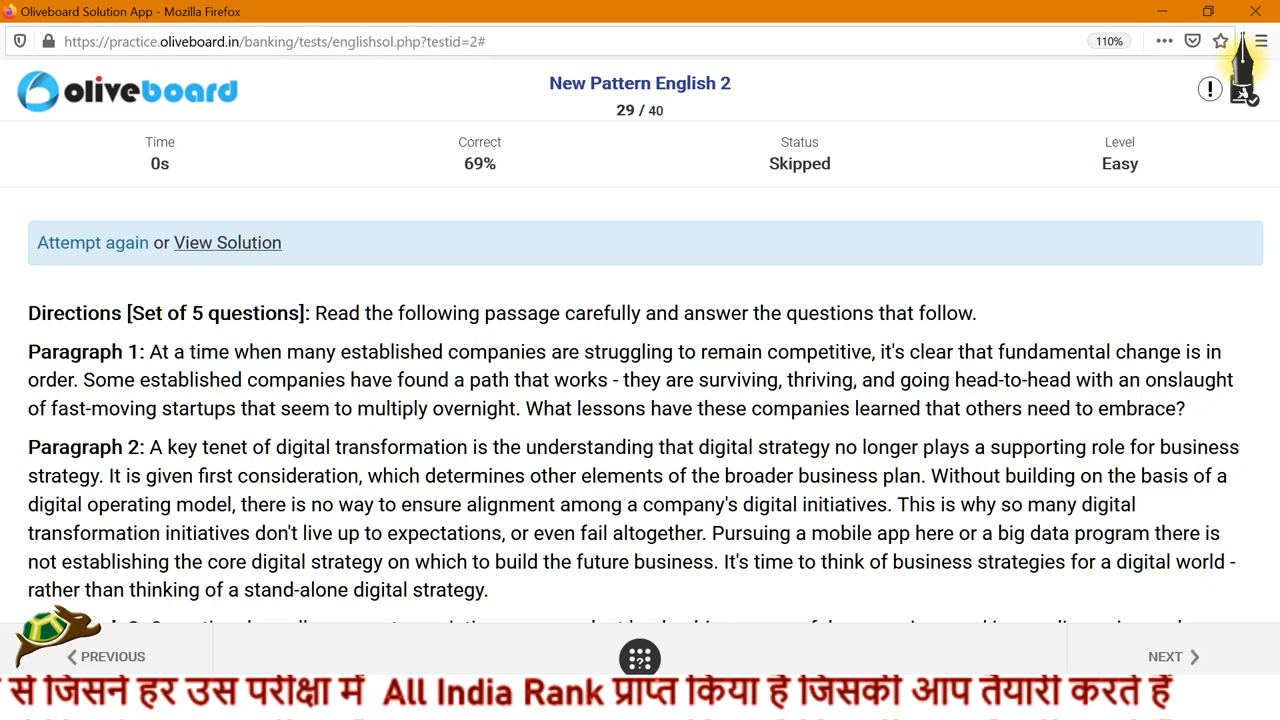 Oliveboard Solution App - Mozilla Firefox
https://practice.oliveboard.in/banking/tests/englishsol.php?testid=2#
110%
oliveboard
New Pattern English 2
29 / 40
Time
Correct
Status
Level
0s
69%
Skipped
Easy
Attempt again or View Solution
Directions [Set of 5 questions]: Read the following passage carefully and answer the questions that follow.
Paragraph 1: At a time when many established companies are struggling to remain competitive, it's clear that fundamental change is in
order. Some established companies have found a path that works - they are surviving, thriving, and going head-to-head with an onslaught
of fast-moving startups that seem to multiply overnight. What lessons have these companies learned that others need to embrace?
Paragraph 2: A key tenet of digital transformation is the understanding that digital strategy no longer plays a supporting role for business
strategy. It is given first consideration, which determines other elements of the broader business plan. Without building on the basis of a
digital operating model, there is no way to ensure alignment among a company's digital initiatives. This is why so many digital
transformation initiatives don't live up to expectations, or even fail altogether. Pursuing a mobile app here or a big data program there is
not establishing the core digital strategy on which to build the future business. It's time to think of business strategies for a digital world -
rather than thinking of a stand-alone digital strategy.
PREVIOUS
NEXT
से जिसने हर उस परीक्षा में All India Rank प्राप्त किया है जिसकी आप तैयारी करते हैं